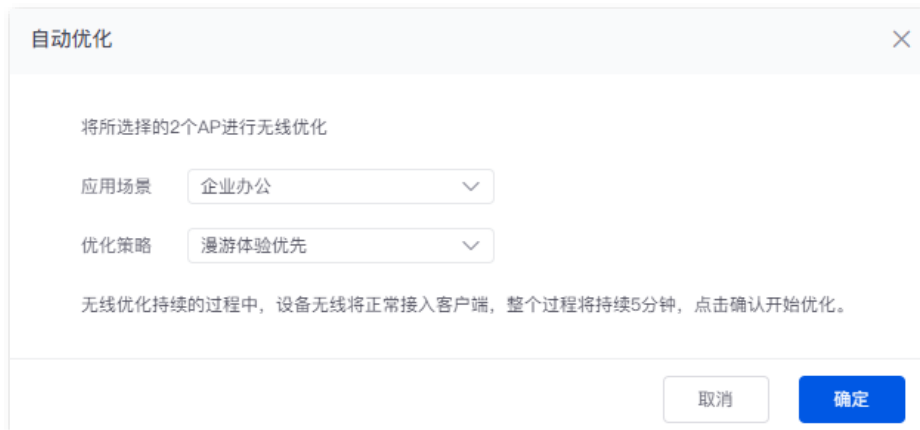 自动优化
将所选择的2个AP进行无线优化
应用场景 企业办公
优化策略 漫游体验优先
无线优化持续的过程中，设备无线将正常接入客户端，整个过程将持续5分钟，点击确认开始优化。
取消 确定